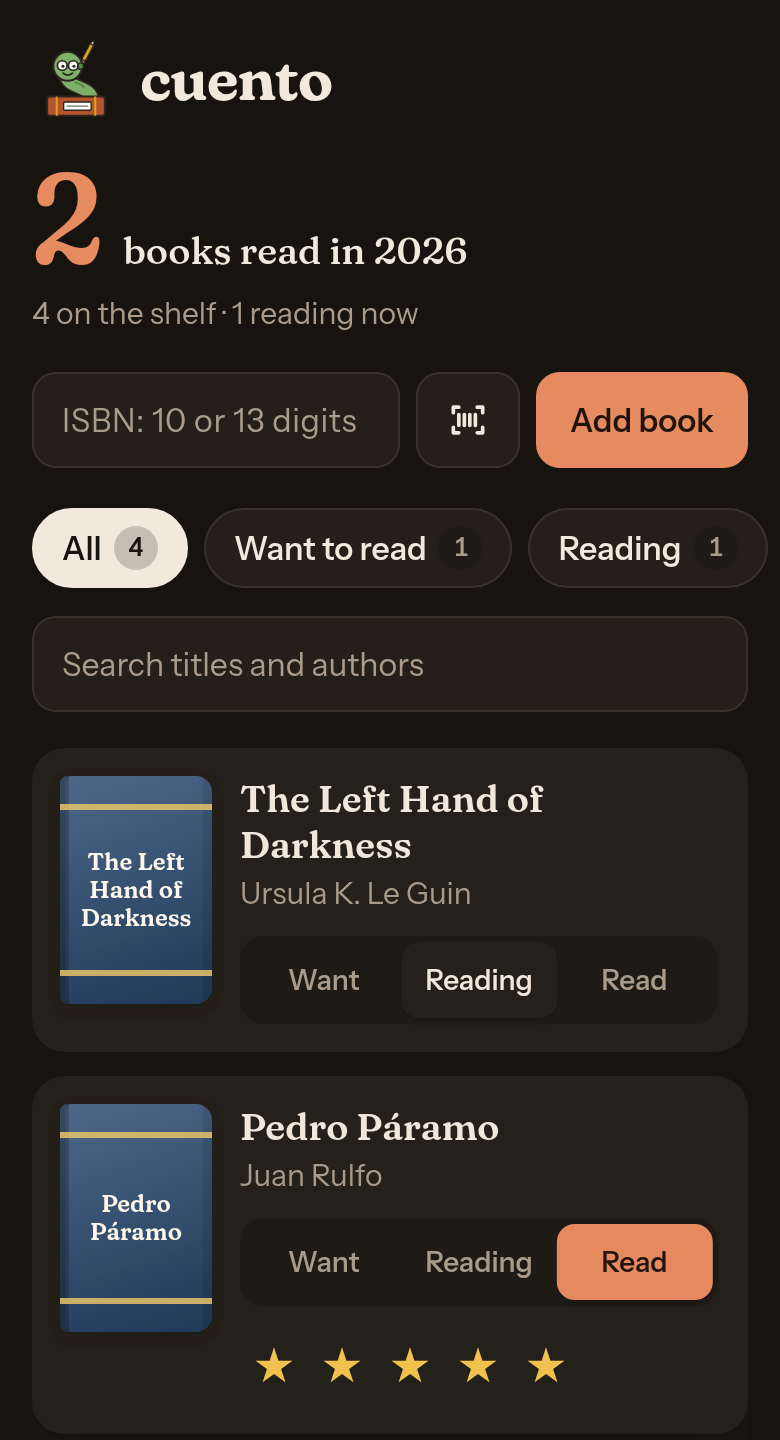 cuento
2 books read in 2026
4 on the shelf · 1 reading now
ISBN: 10 or 13 digits
Add book
All 4
Want to read 1
Reading 1
Search titles and authors
The Left
Hand of
Darkness
The Left Hand of
Darkness
Ursula K. Le Guin
Want Reading Read
Pedro
Páramo
Pedro Páramo
Juan Rulfo
Want Reading Read